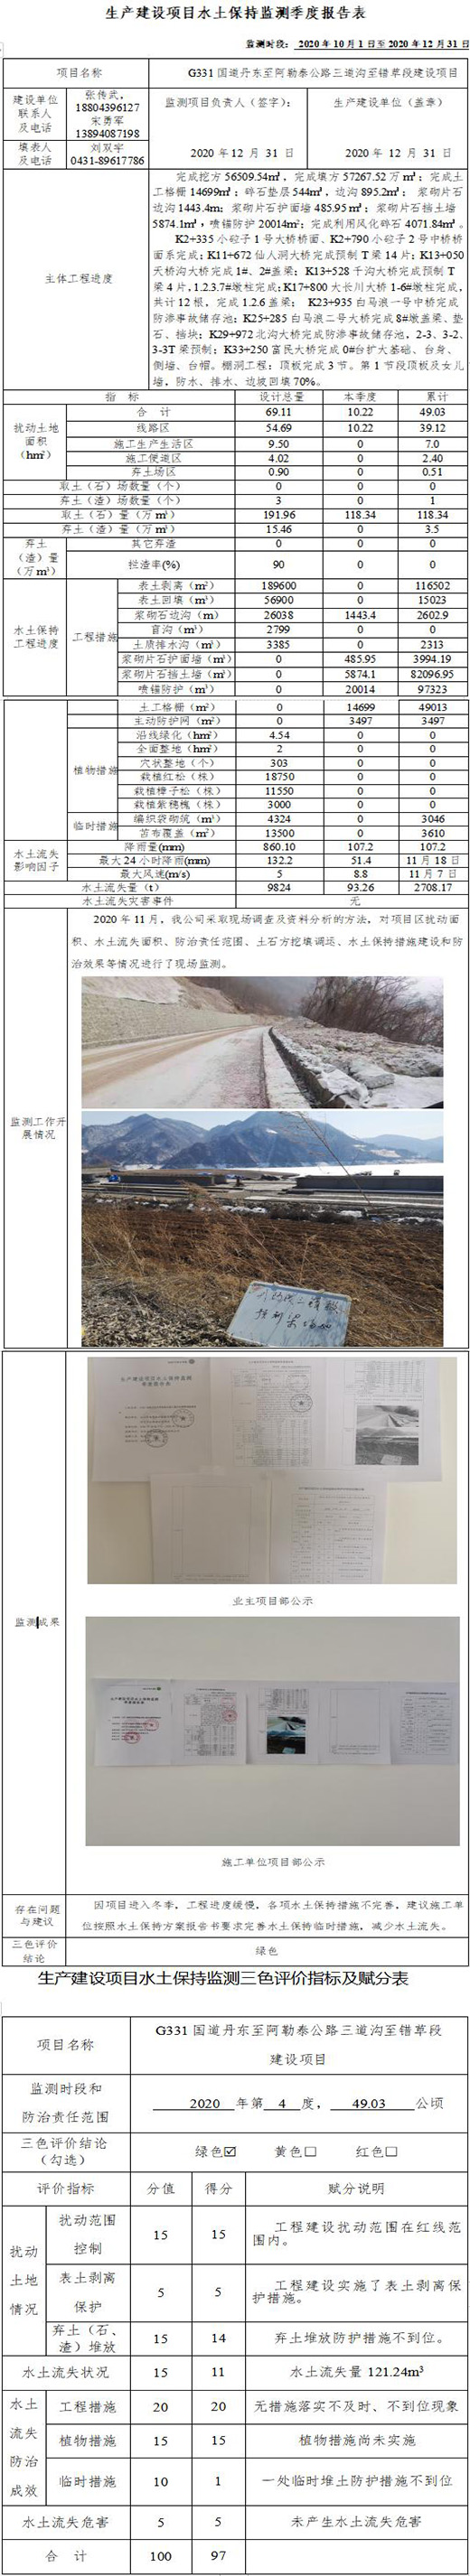 生产建设项目水土保持监测季度报告表
监测时段： 2020年10月1日至2020年12月31日
项目名称 G331国道丹东至阿勒泰公路三道沟至错草段建设项目
建设单位联系人及电话 张传武，18804396127 宋勇军 13894087198 监测项目负责人（签字）： 2020年12月31日 生产建设单位（盖章） 2020年12月31日
填表人及电话 刘双宇 0431-89617786
主体工程进度
完成挖方56509.54m³，完成填方57267.52万m³；完成土
工格栅14699m²；碎石垫层544m³，边沟895.2m³； 浆砌片石
边沟1443.4m；浆砌片石护面墙485.95m³； 浆砌片石挡土墙
5874.1m³，喷锚防护20014m²；完成利用风化碎石4071.84m³。
K2+335小砬子1号大桥桥面、K2+790小砬子2号中桥桥
面系完成；K11+672仙人洞大桥完成预制T梁14片；K13+050
天桥沟大桥完成1#、2#盖梁；K13+528千沟大桥完成预制T
梁4片,1.2.3.7#墩柱完成；K17+800大长川大桥1-6#墩柱完成，
共计12根，完成1.2.6盖梁； K23+935白马浪一号中桥完成
防渗事故储存池；K25+285白马浪二号大桥完成8#墩盖梁、垫
石、挡块；K29+972北沟大桥完成防渗事故储存池，2-3、3-2、
3-3T梁预制；K33+250富民大桥完成0#台扩大基础、台身、
侧墙、台帽。棚洞工程：顶板完成3节。第1节段顶板及女儿
墙，防水、排水、边坡回填70%。
指 标 设计总量 本季度 累计
扰动土地面积（hm²） 合 计 69.11 10.22 49.03
线路区 54.69 10.22 39.12
施工生产生活区 9.50 0 7.0
施工便道区 4.02 0 2.40
弃土场区 0.90 0 0.51
取土（石）场数量（个） 0 0 0
弃土（渣）场数量（个） 3 0 1
取土（石）量（万m³） 191.96 118.34 118.34
弃土（渣）量（万m³） 15.46 0 3.5
弃土（渣）量（万m³） 其它弃渣 0 0 0
拦渣率(%) 90 0 0
水土保持工程进度 工程措施 表土剥离（m²） 189600 0 116502
表土回填（m³） 56900 0 15023
浆砌石边沟（m） 26038 1443.4 2602.9
盲沟（m³） 2799 0 0
土质排水沟（m³） 3385 0 2313
浆砌片石护面墙（m³） 0 485.95 3994.19
浆砌片石挡土墙（m³） 0 5874.1 82096.95
喷锚防护（m²） 0 20014 97323
土工格栅（m²） 0 14699 49013
主动防护网（m²） 0 3497 3497
植物措施 沿线绿化（hm²） 4.54 0 0
全面整地（hm²） 2 0 0
穴状整地（个） 303 0 0
栽植红松（株） 18750 0 0
栽植樟子松（株） 11550 0 0
栽植紫穗槐（株） 3000 0 0
临时措施 编织袋砌筑（m³） 4324 0 3046
苫布覆盖（m²） 13500 0 3610
水土流失影响因子 降雨量(mm) 860.10 107.2 107.2
最大24小时降雨(mm) 132.2 51.4 11月18日
最大风速(m/s) 5 8.8 11月7日
水土流失量（t） 9824 93.26 2708.17
水土流失灾害事件 无
监测工作开展情况
2020年11月，我公司采取现场调查及资料分析的方法，对项目区扰动面
积、水土流失面积、防治责任范围、土石方挖填调运、水土保持措施建设和防
治效果等情况进行了现场监测。
监测成果
生产建设项目水土保持监测
业主项目部公示
生产建设项目水土保持监测
施工单位项目部公示
存在问题与建议
因项目进入冬季，工程进度缓慢，各项水土保持措施不完善，建议施工单
位按照水土保持方案报告书要求完善水土保持临时措施，减少水土流失。
三色评价结论 绿色
生产建设项目水土保持监测三色评价指标及赋分表
项目名称 G331国道丹东至阿勒泰公路三道沟至错草段建设项目
监测时段和防治责任范围 2020 年第 4 度， 49.03 公顷
三色评价结论（勾选） 绿色☑ 黄色□ 红色□
评价指标 分值 得分 赋分说明
扰动土地情况 扰动范围控制 15 15 工程建设扰动范围在红线范围内。
表土剥离保护 5 5 工程建设实施了表土剥离保护措施。
弃土（石、渣）堆放 15 14 弃土堆放防护措施不到位。
水土流失状况 15 11 水土流失量121.24m³
水土流失防治成效 工程措施 20 20 无措施落实不及时、不到位现象
植物措施 15 15 植物措施尚未实施
临时措施 10 1 一处临时堆土防护措施不到位
水土流失危害 5 5 未产生水土流失危害
合 计 100 97